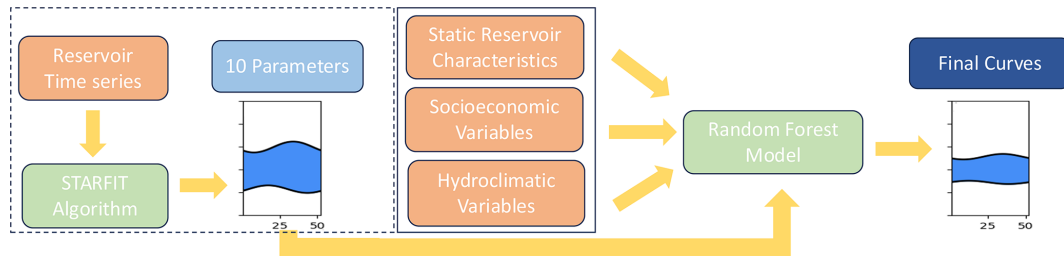 Reservoir
Time series
STARFIT
Algorithm
10 Parameters
25 50
Static Reservoir
Characteristics
Socioeconomic
Variables
Hydroclimatic
Variables
Random Forest
Model
Final Curves
25 50